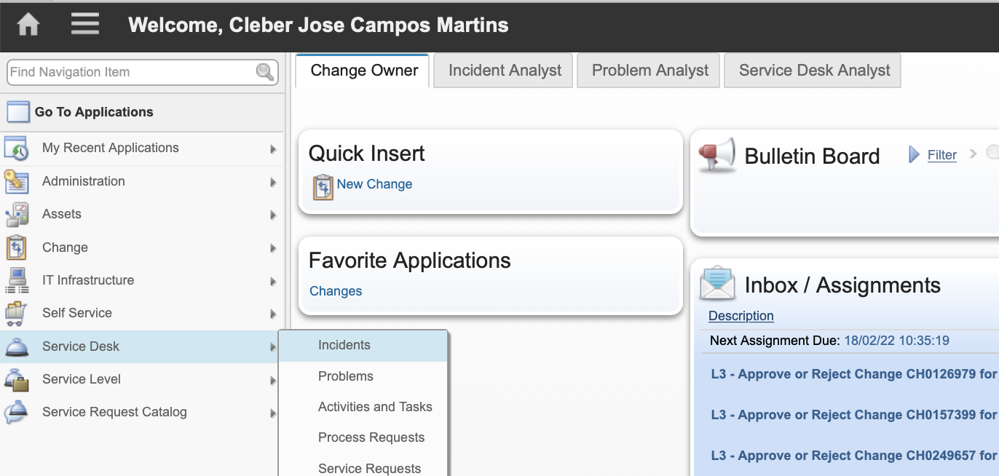 Welcome, Cleber Jose Campos Martins
Find Navigation Item
Go To Applications
My Recent Applications
Administration
Assets
Change
IT Infrastructure
Self Service
Service Desk
Service Level
Service Request Catalog
Incidents
Problems
Activities and Tasks
Process Requests
Service Requests
Change Owner
Incident Analyst
Problem Analyst
Service Desk Analyst
Quick Insert
New Change
Favorite Applications
Changes
Bulletin Board
Filter
Inbox / Assignments
Description
Next Assignment Due: 18/02/22 10:35:19
L3 - Approve or Reject Change CH0126979 for
L3 - Approve or Reject Change CH0157399 for
L3 - Approve or Reject Change CH0249657 for